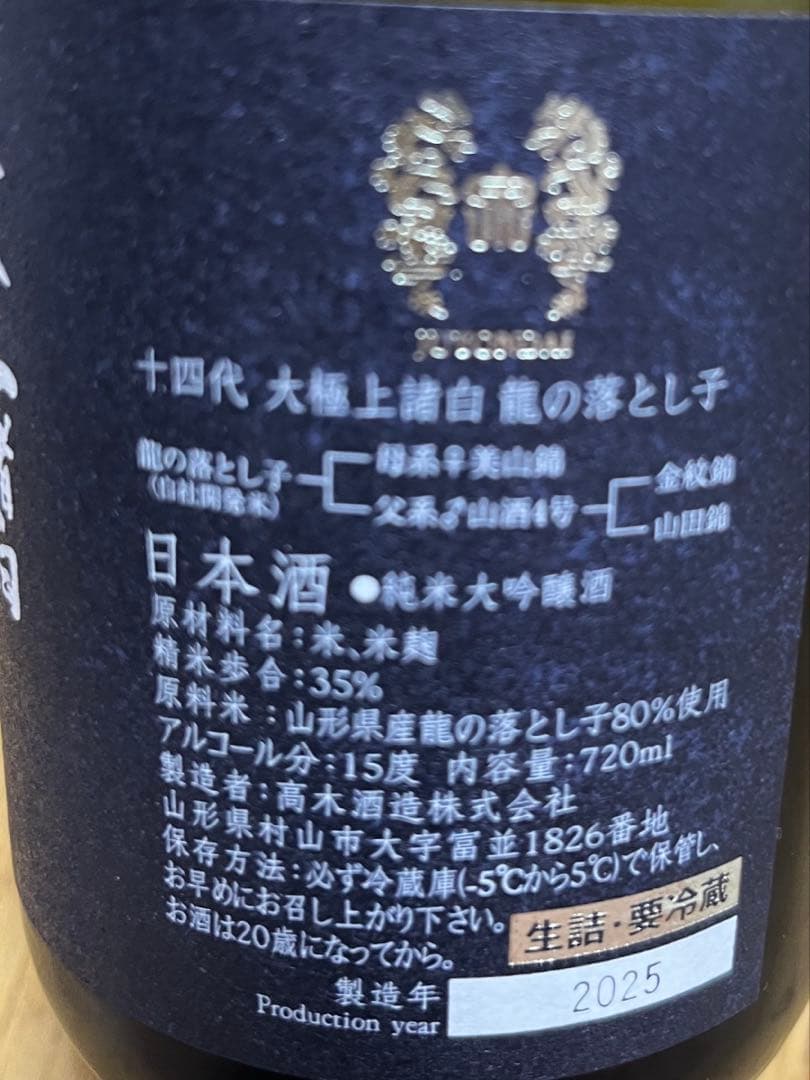 十四代 大極上諸白 龍の落とし子
龍の落とし子
(自社開発米)
母系♀美山錦
父系♂山酒4号
金紋錦
山田錦
日本酒 ●純米大吟醸酒
原材料名:米、米麹
精米歩合:35%
原料米 :山形県産龍の落とし子80%使用
アルコール分:15度 内容量:720ml
製造者:高木酒造株式会社
山形県村山市大字富並1826番地
保存方法:必ず冷蔵庫(-5℃から5℃)で保管し、
お早めにお召し上がり下さい。
お酒は20歳になってから。
生詰・要冷蔵
製造年
Production year
2025